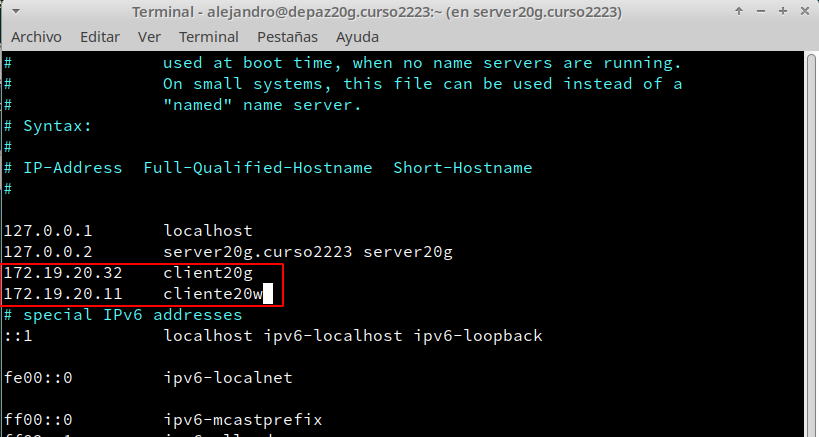 Terminal - alejandro@depaz20g.curso2223:~ (en server20g.curso2223)
Archivo Editar Ver Terminal Pestañas Ayuda
# used at boot time, when no name servers are running.
# On small systems, this file can be used instead of a
# "named" name server.
# Syntax:
#
# IP-Address Full-Qualified-Hostname Short-Hostname
#
127.0.0.1 localhost
127.0.0.2 server20g.curso2223 server20g
172.19.20.32 client20g
172.19.20.11 cliente20w
# special IPv6 addresses
::1 localhost ipv6-localhost ipv6-loopback
fe00::0 ipv6-localnet
ff00::0 ipv6-mcastprefix